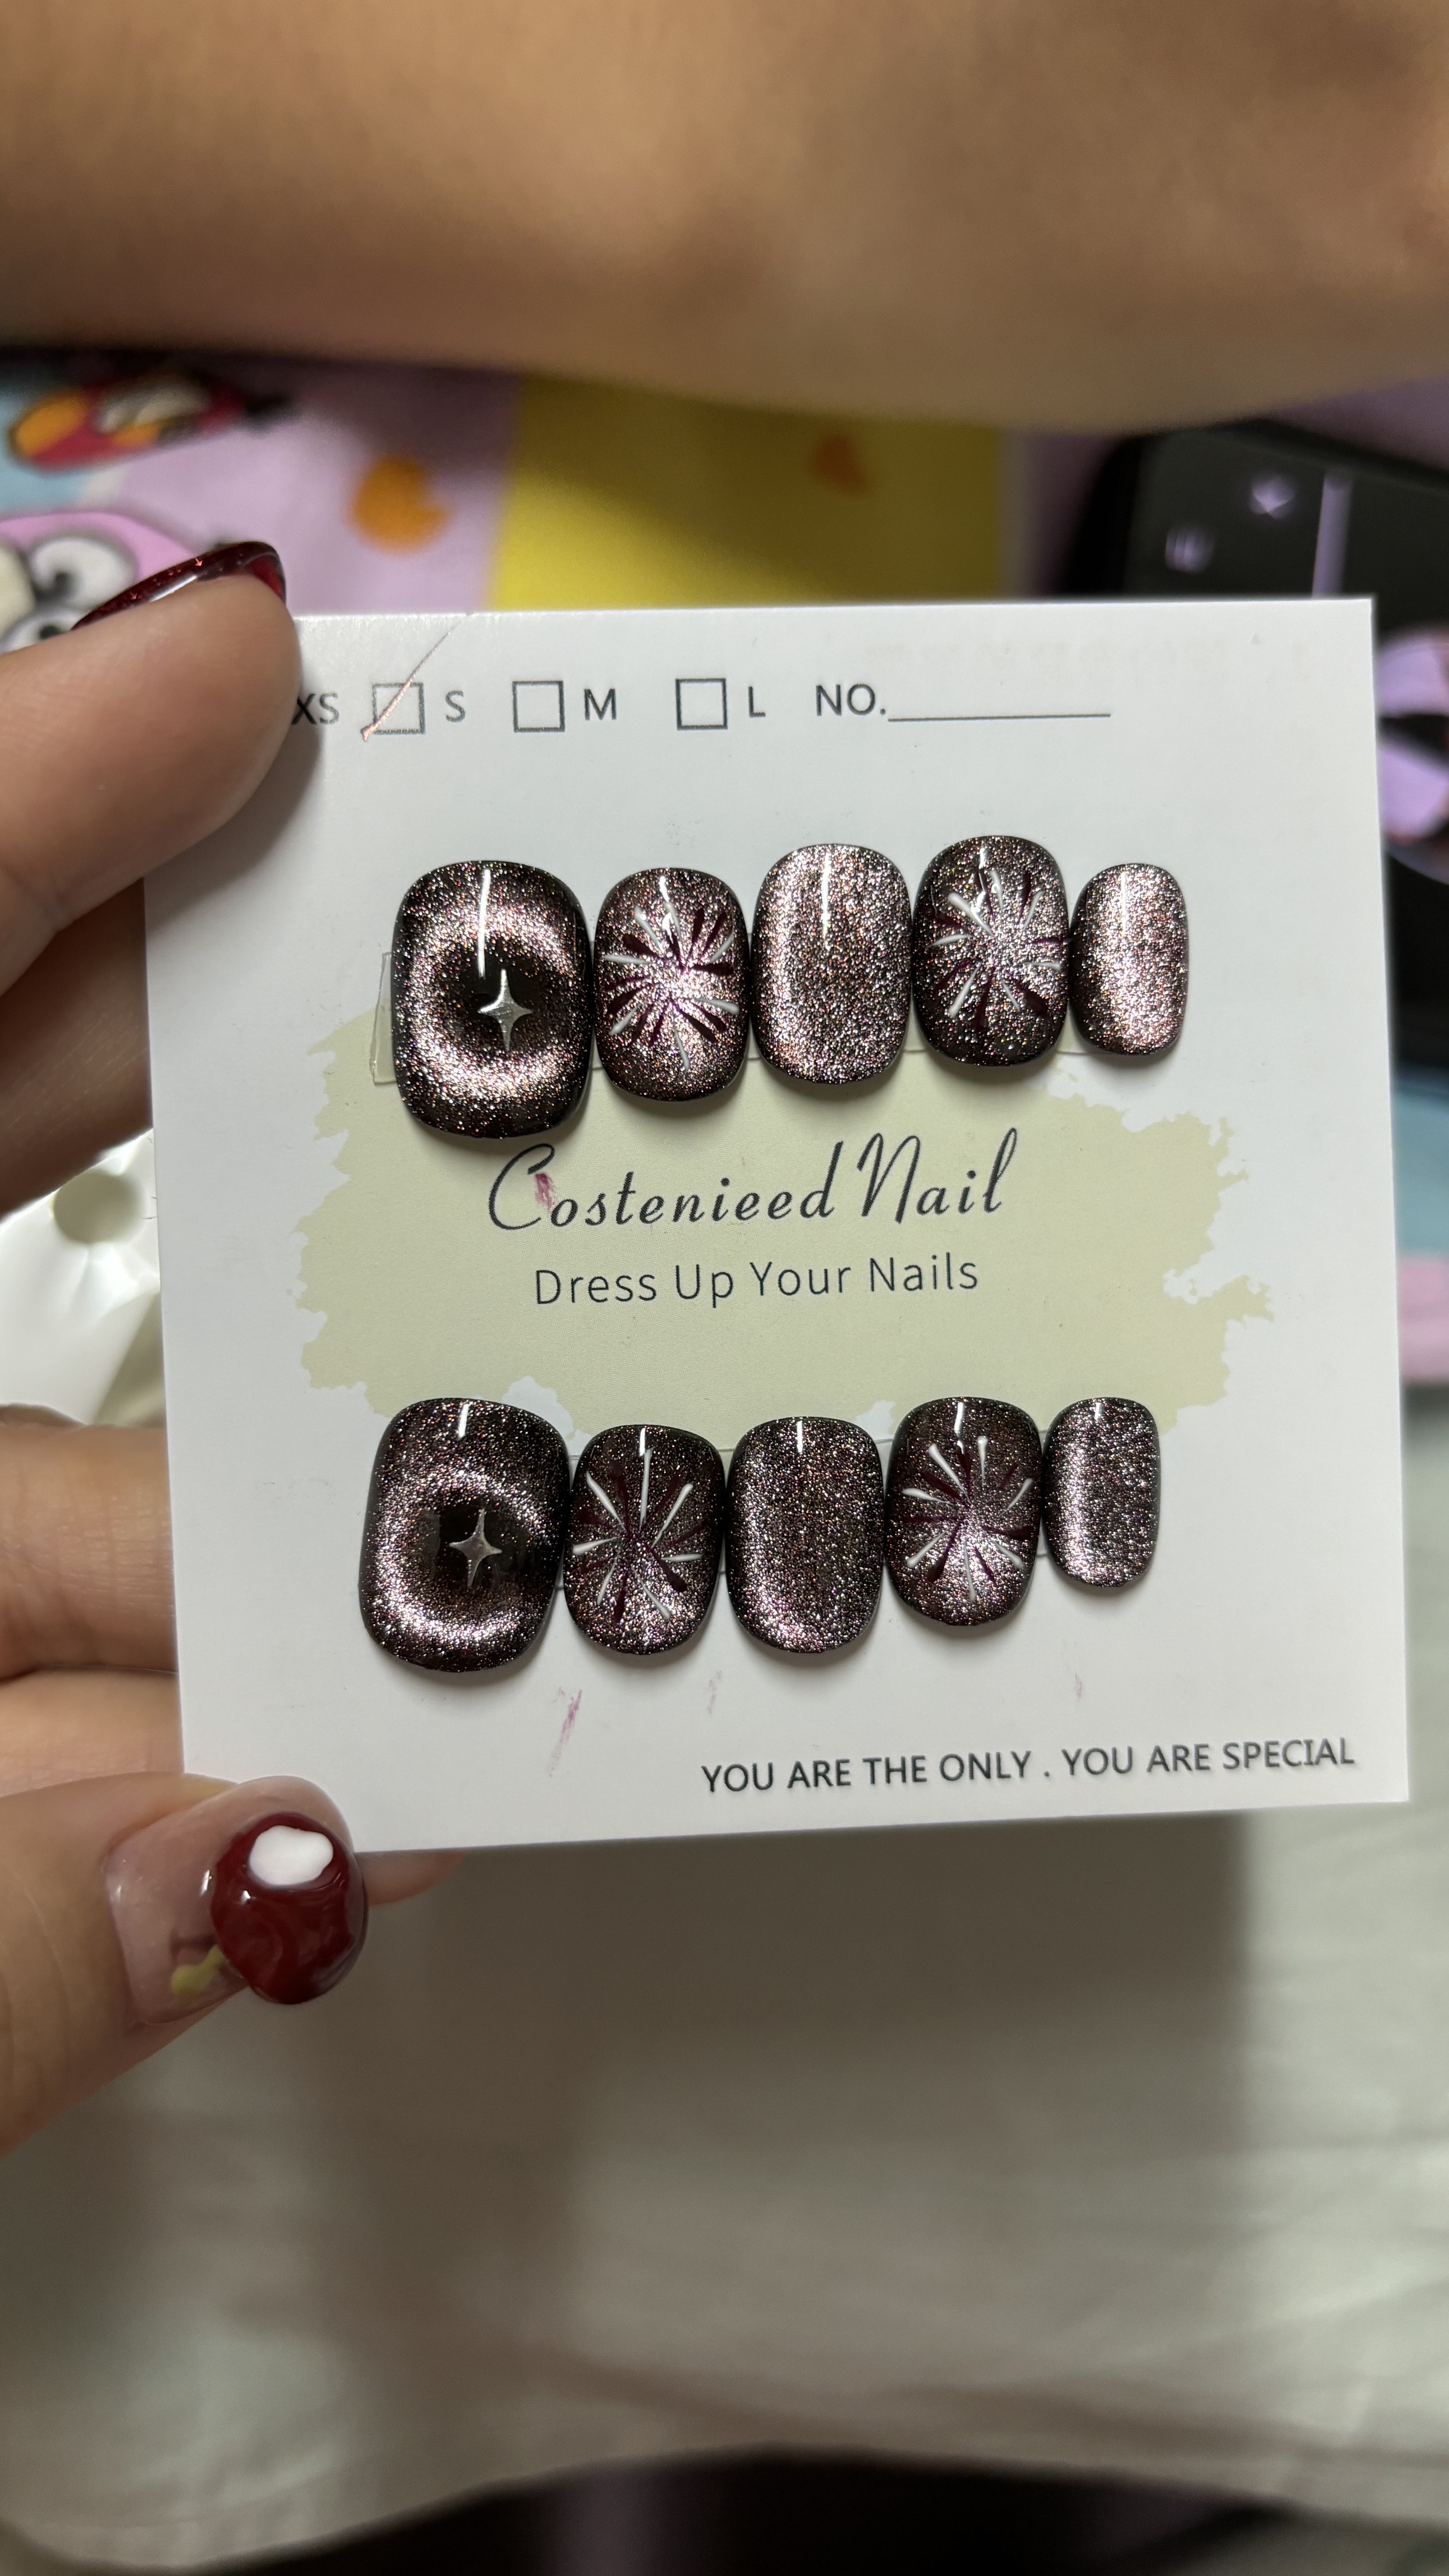 XS S M L NO.
Costenieed Nail
Dress Up Your Nails
YOU ARE THE ONLY . YOU ARE SPECIAL